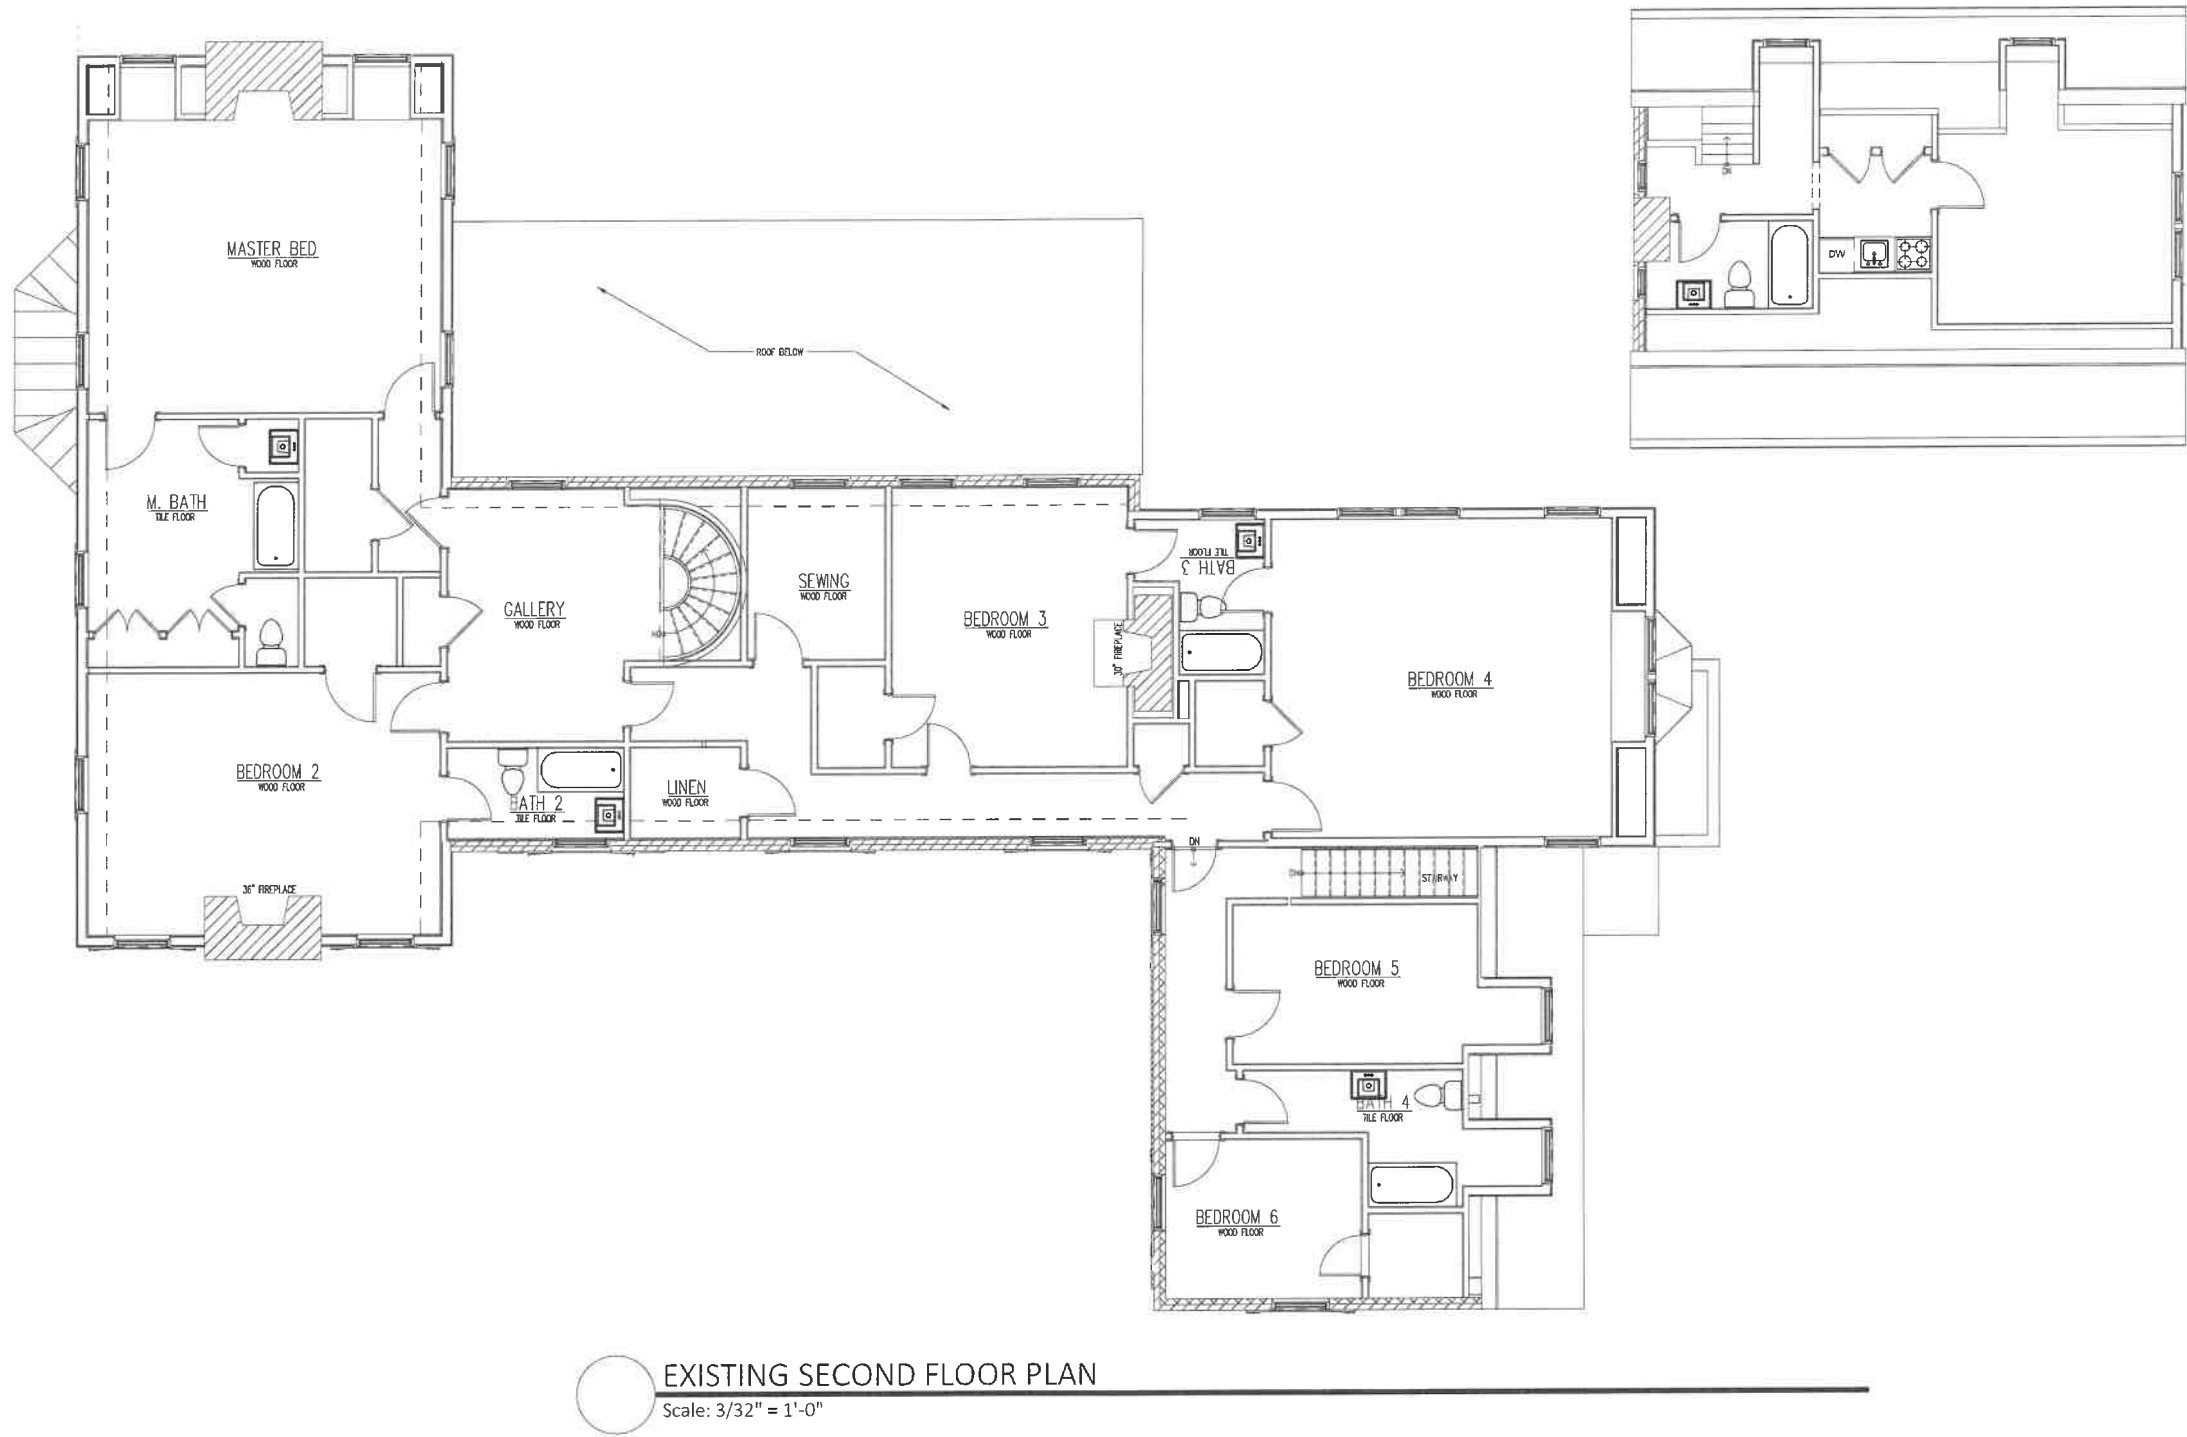 MASTER BED
WOOD FLOOR
DN
DW
ROOF BELOW
M. BATH
TILE FLOOR
GALLERY
WOOD FLOOR
SEWING
WOOD FLOOR
BEDROOM 3
WOOD FLOOR
30" FIREPLACE
BATH 3
TILE FLOOR
BEDROOM 4
WOOD FLOOR
BEDROOM 2
WOOD FLOOR
36" FIREPLACE
BATH 2
TILE FLOOR
LINEN
WOOD FLOOR
DN
STAIRWAY
BEDROOM 5
WOOD FLOOR
BATH 4
TILE FLOOR
BEDROOM 6
WOOD FLOOR
EXISTING SECOND FLOOR PLAN
Scale: 3/32" = 1'-0"